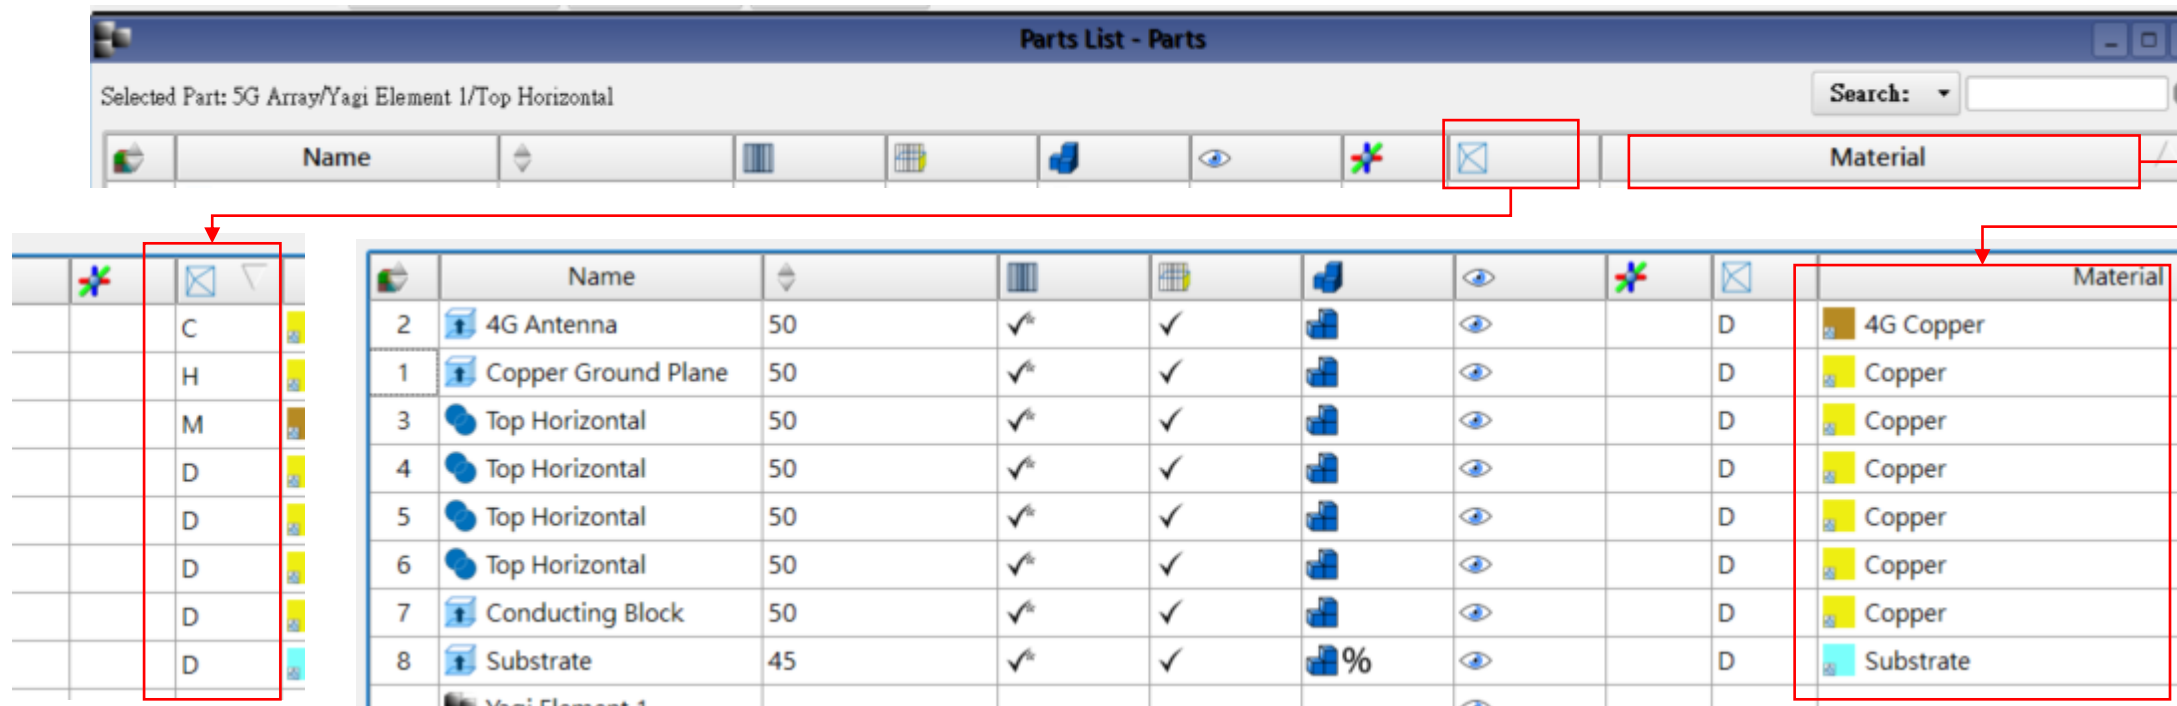 Parts List - Parts
Selected Part: 5G Array/Yagi Element 1/Top Horizontal
Search:
Name Material
C
H
M
D
D
D
D
D
Name Material
2 4G Antenna 50 D 4G Copper
1 Copper Ground Plane 50 D Copper
3 Top Horizontal 50 D Copper
4 Top Horizontal 50 D Copper
5 Top Horizontal 50 D Copper
6 Top Horizontal 50 D Copper
7 Conducting Block 50 D Copper
8 Substrate 45 % D Substrate
Yagi Element 1